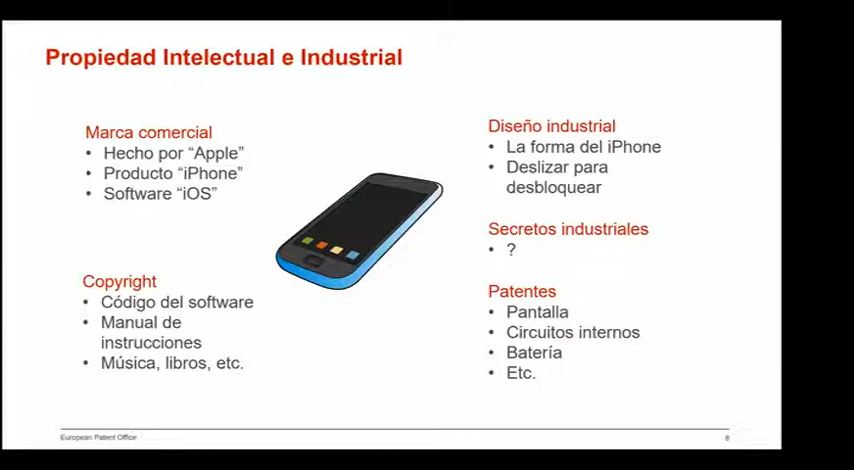 Propiedad Intelectual e Industrial
Marca comercial
• Hecho por “Apple”
• Producto “iPhone”
• Software “iOS”
Copyright
• Código del software
• Manual de
instrucciones
• Música, libros, etc.
Diseño industrial
• La forma del iPhone
• Deslizar para
desbloquear
Secretos industriales
• ?
Patentes
• Pantalla
• Circuitos internos
• Batería
• Etc.
European Patent Office
8